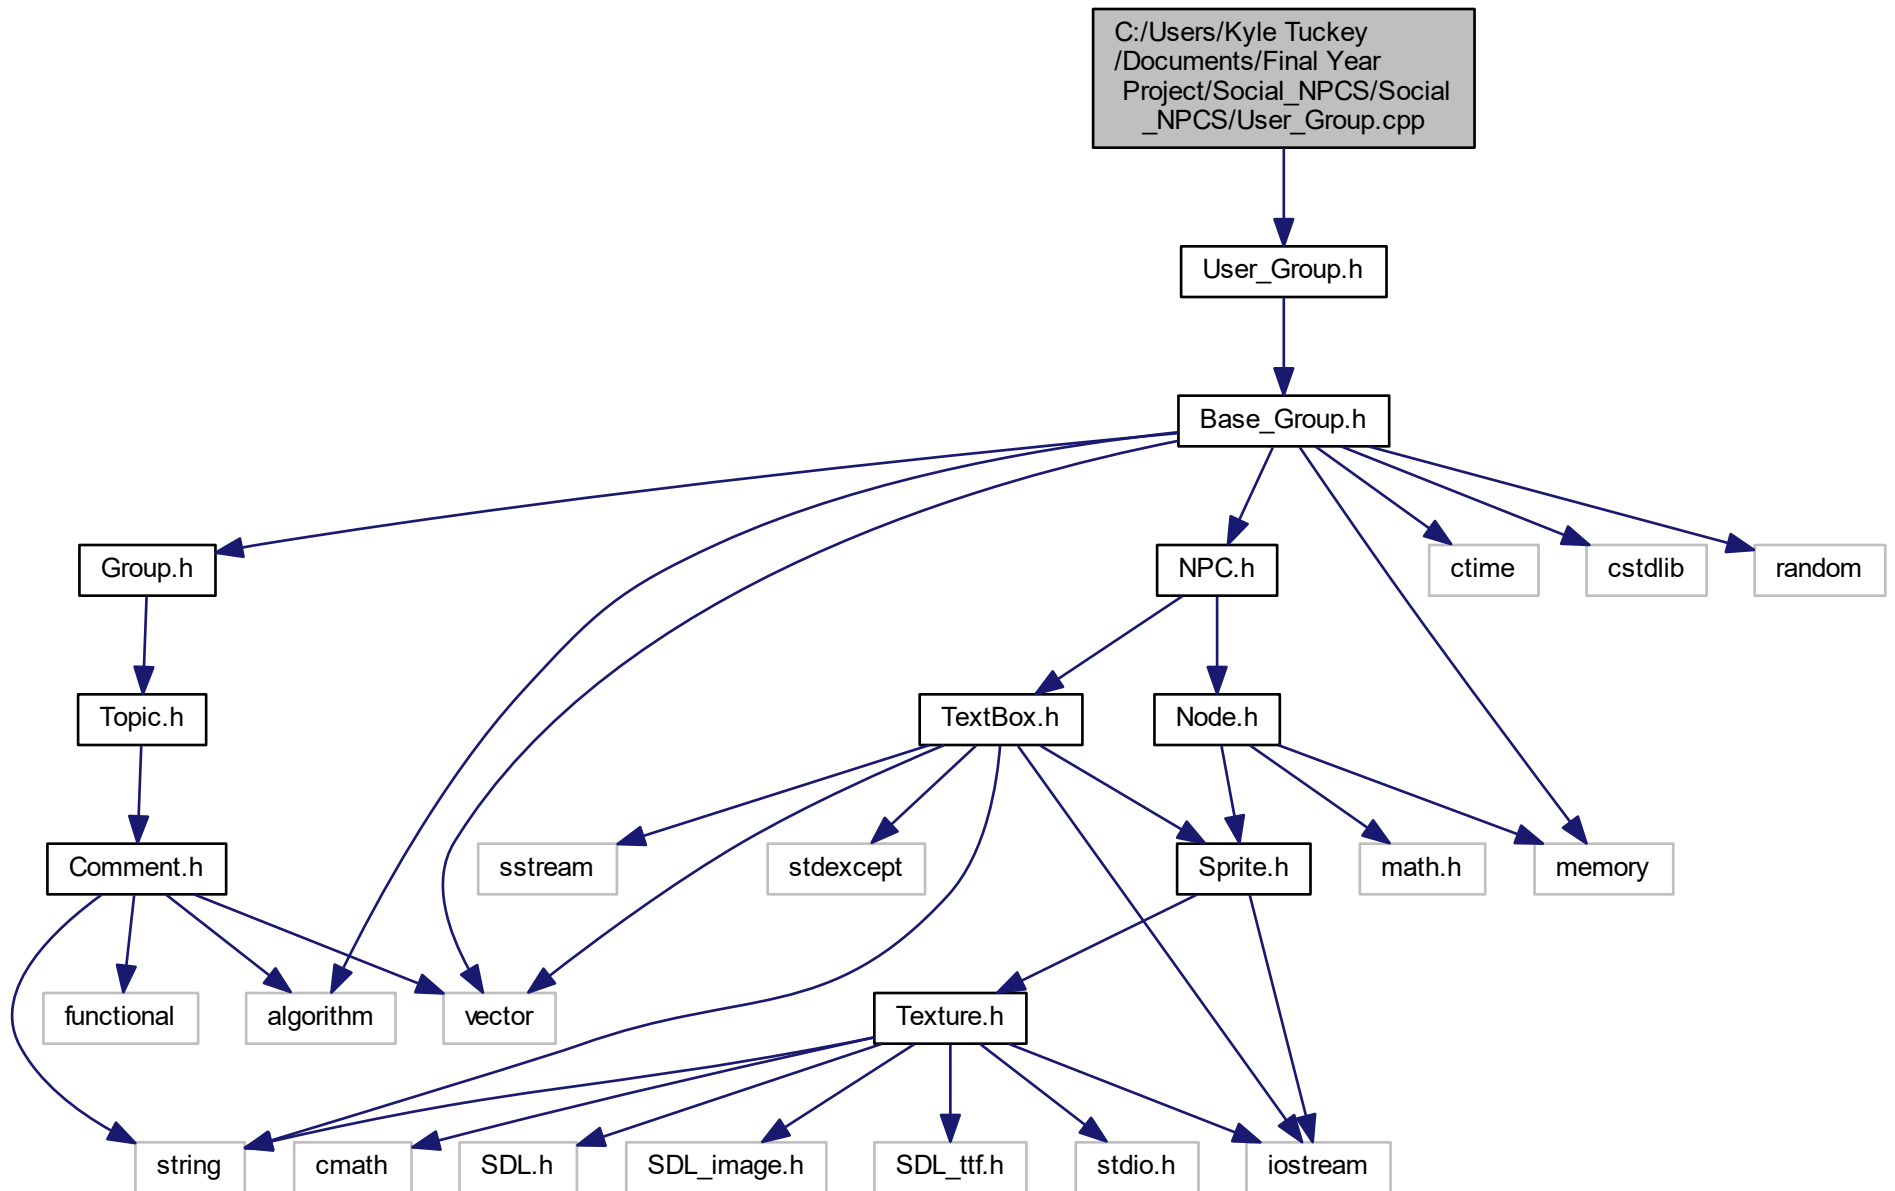 C:/Users/Kyle Tuckey
/Documents/Final Year
Project/Social_NPCS/Social
_NPCS/User_Group.cpp
User_Group.h
Base_Group.h
Group.h
NPC.h
ctime
cstdlib
random
Topic.h
TextBox.h
Node.h
Comment.h
sstream
stdexcept
Sprite.h
math.h
memory
functional
algorithm
vector
Texture.h
string
cmath
SDL.h
SDL_image.h
SDL_ttf.h
stdio.h
iostream